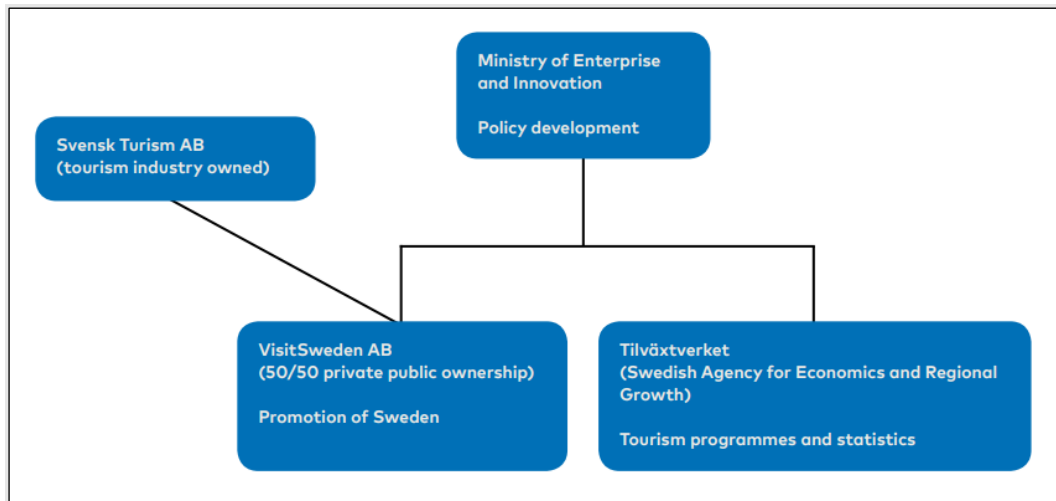 Ministry of Enterprise
and Innovation
Policy development
Svensk Turism AB
(tourism industry owned)
VisitSweden AB
(50/50 private public ownership)
Promotion of Sweden
Tilväxtverket
(Swedish Agency for Economics and Regional
Growth)
Tourism programmes and statistics